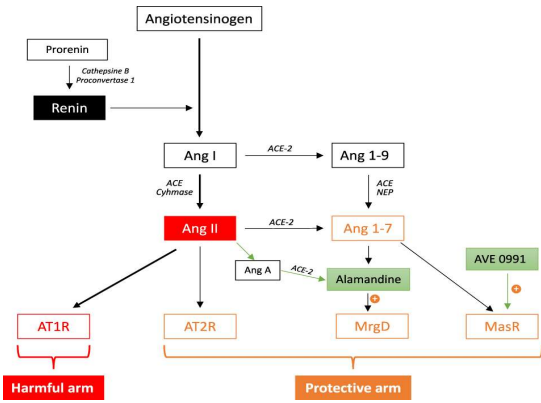 Angiotensinogen
Prorenin
Cathepsine B
Proconvertase 1
Renin
Ang I
ACE-2
Ang 1-9
ACE
Cyhmase
ACE
NEP
Ang II
ACE-2
Ang 1-7
Ang A
ACE-2
Alamandine
AVE 0991
+
+
AT1R
AT2R
MrgD
MasR
Harmful arm
Protective arm